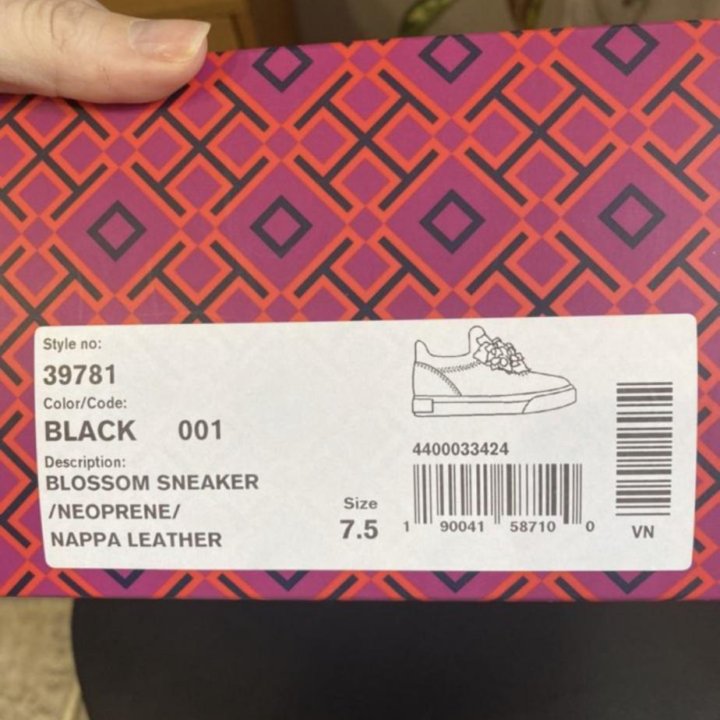 Style no:
39781
Color/Code:
BLACK 001
Description:
BLOSSOM SNEAKER
/NEOPRENE/
NAPPA LEATHER
Size
7.5
4400033424
1 90041 58710 0
VN